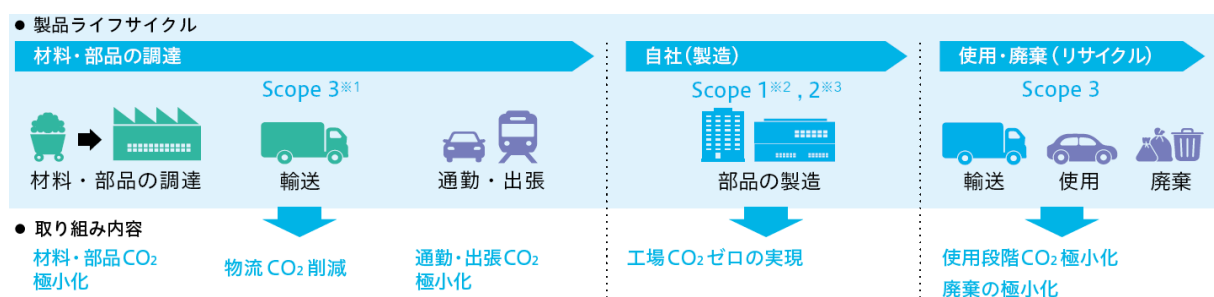 ● 製品ライフサイクル
材料・部品の調達
自社(製造)
使用・廃棄(リサイクル)
Scope 3※1
Scope 1※2 , 2※3
Scope 3
材料・部品の調達
輸送
通勤・出張
部品の製造
輸送
使用
廃棄
● 取り組み内容
材料・部品CO2
極小化
物流CO2削減
通勤・出張CO2
極小化
工場CO2ゼロの実現
使用段階CO2極小化
廃棄の極小化